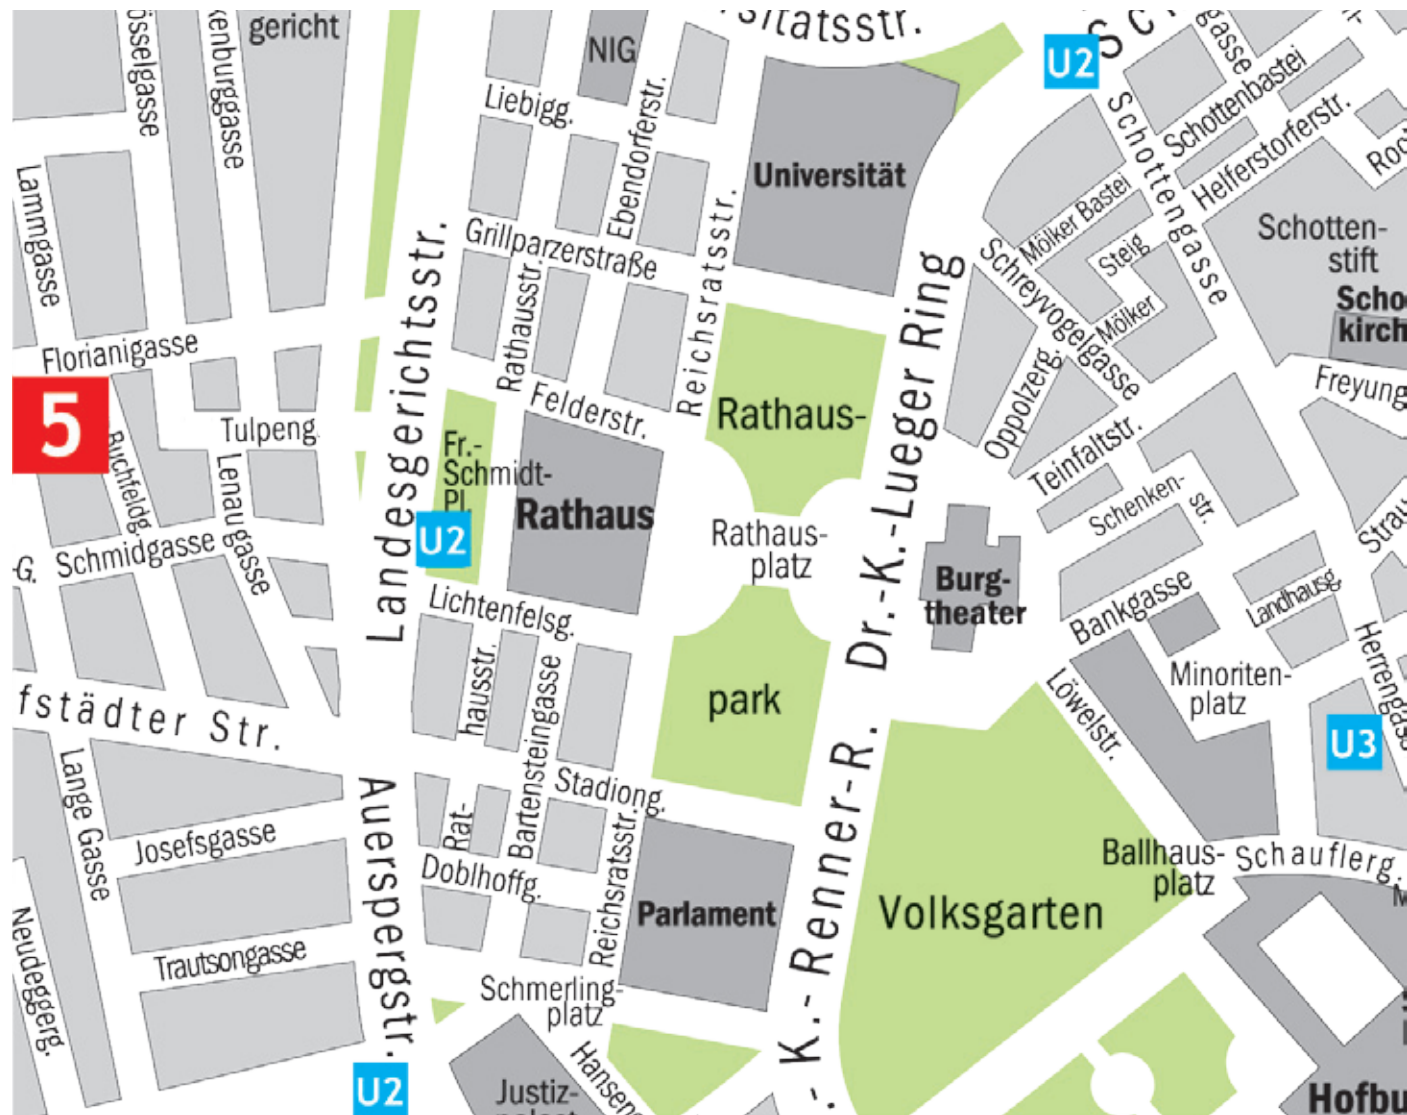 gericht
NIG
U2
Liebigg.
Ebendorferstr.
Universität
Schottengasse
Schottenbastei
Helferstorferstr.
Lammgasse
Mölker Bastei
Steig
Mölker
Schotten-
stift
Grillparzerstraße
Rathausstr.
Reichsratsstr.
Landesgerichtsstr.
Dr.-K.-Lueger Ring
Schreyvogelgasse
Oppolzerg.
Florianigasse
5
Tulpeng.
Buchfeldg.
Lenaugasse
Schmidgasse
Felderstr.
Fr.-
Schmidt-
Pl.
U2
Rathaus
Rathaus-
park
Rathaus-
platz
Burg-
theater
Teinfaltstr.
Schenken-
str.
Freyung
Bankgasse
Landhausg.
Minoriten-
platz
Löwelstr.
U3
Lichtenfelsg.
hausstr.
Rat-
Bartensteingasse
Stadiong.
Reichsratsstr.
Doblhoffg.
Parlament
fstädter Str.
Lange Gasse
Josefsgasse
Auerspergstr.
Trautsongasse
Neudeggerg.
Schmerling-
platz
Justiz-
U2
Volksgarten
Ballhaus-
platz
Schauflerg.
K.-Renner-R.